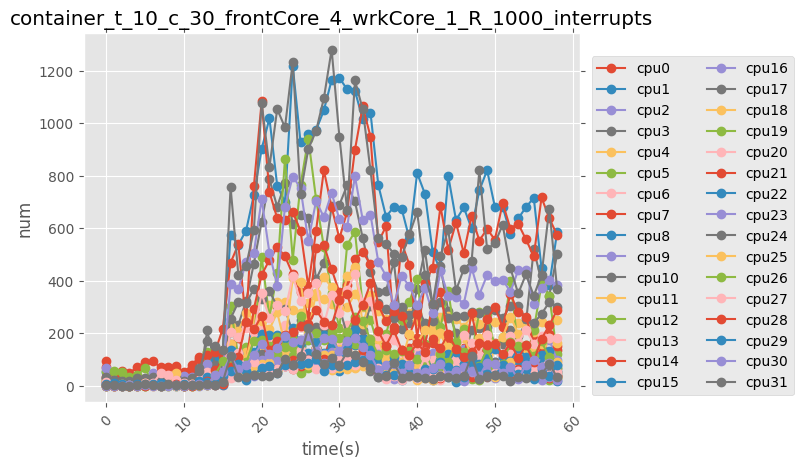 container_t_10_c_30_frontCore_4_wrkCore_1_R_1000_interrupts
1200
1000
800
600
400
200
0
num
0
10
20
30
40
50
60
time(s)
cpu0
cpu1
cpu2
cpu3
cpu4
cpu5
cpu6
cpu7
cpu8
cpu9
cpu10
cpu11
cpu12
cpu13
cpu14
cpu15
cpu16
cpu17
cpu18
cpu19
cpu20
cpu21
cpu22
cpu23
cpu24
cpu25
cpu26
cpu27
cpu28
cpu29
cpu30
cpu31